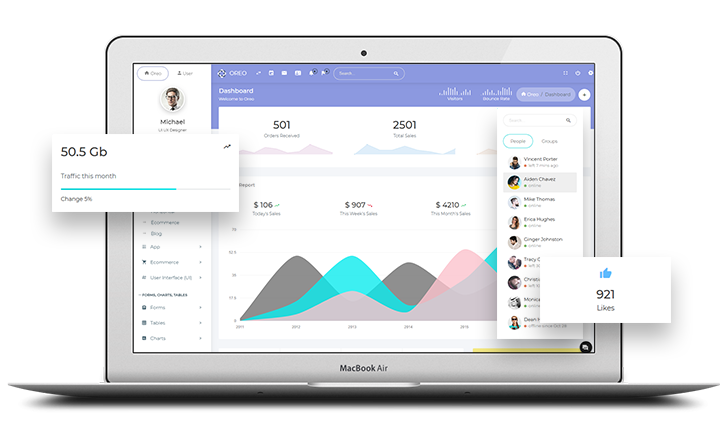 Oreo
User
OREO
Search...
Michael
UI UX Designer
Dashboard
Welcome to Oreo
Visitors
Bounce Rate
Oreo / Dashboard
501
Orders Received
2501
Total Sales
50.5 Gb
Traffic this month
Change 5%
Ecommerce
Blog
App
Ecommerce
User Interface (UI)
FORMS, CHARTS, TABLES
Forms
Tables
Charts
Report
$ 106
Today's Sales
$ 907
This Week's Sales
$ 4210
This Month's Sales
35
17.5
0
2011
2012
2013
2014
2015
Search...
People
Groups
Vincent Porter
left 7 mins ago
Aiden Chavez
online
Mike Thomas
online
Erica Hughes
online
Ginger Johnston
online
Tracy
left
Christ
Monica
online
Dean
offline since Oct 28
921
Likes
MacBook Air